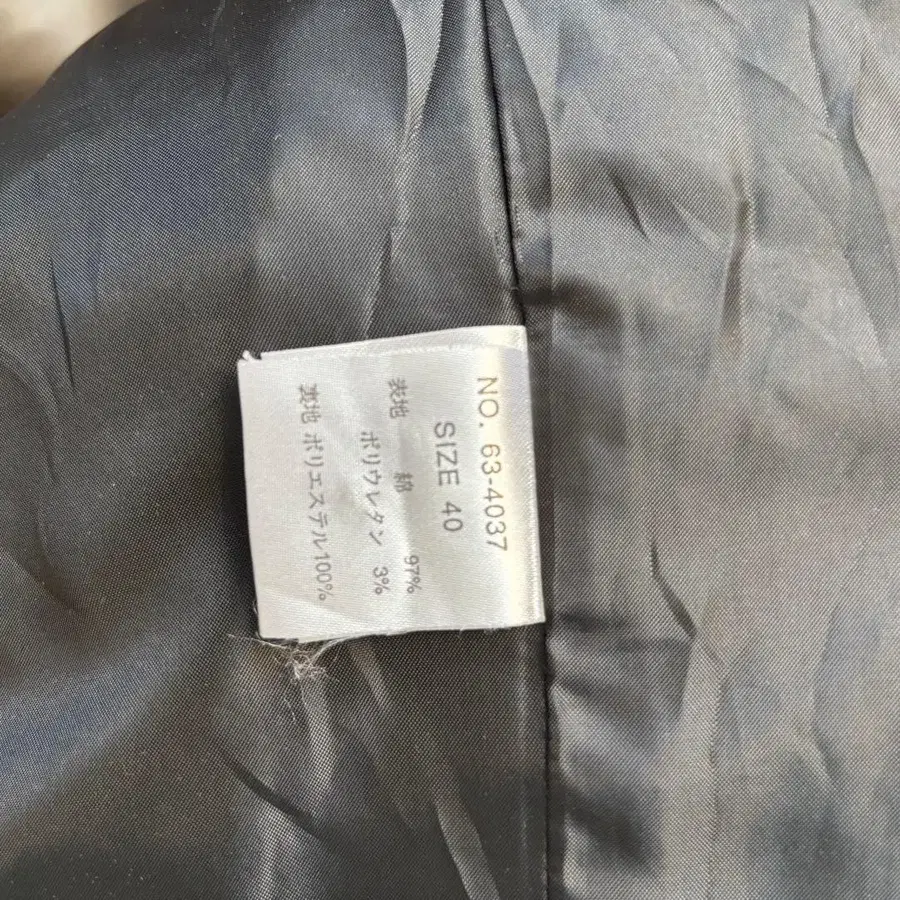 NO. 63-4037
SIZE 40
表地 綿 97%
ポリウレタン 3%
裏地 ポリエステル100%